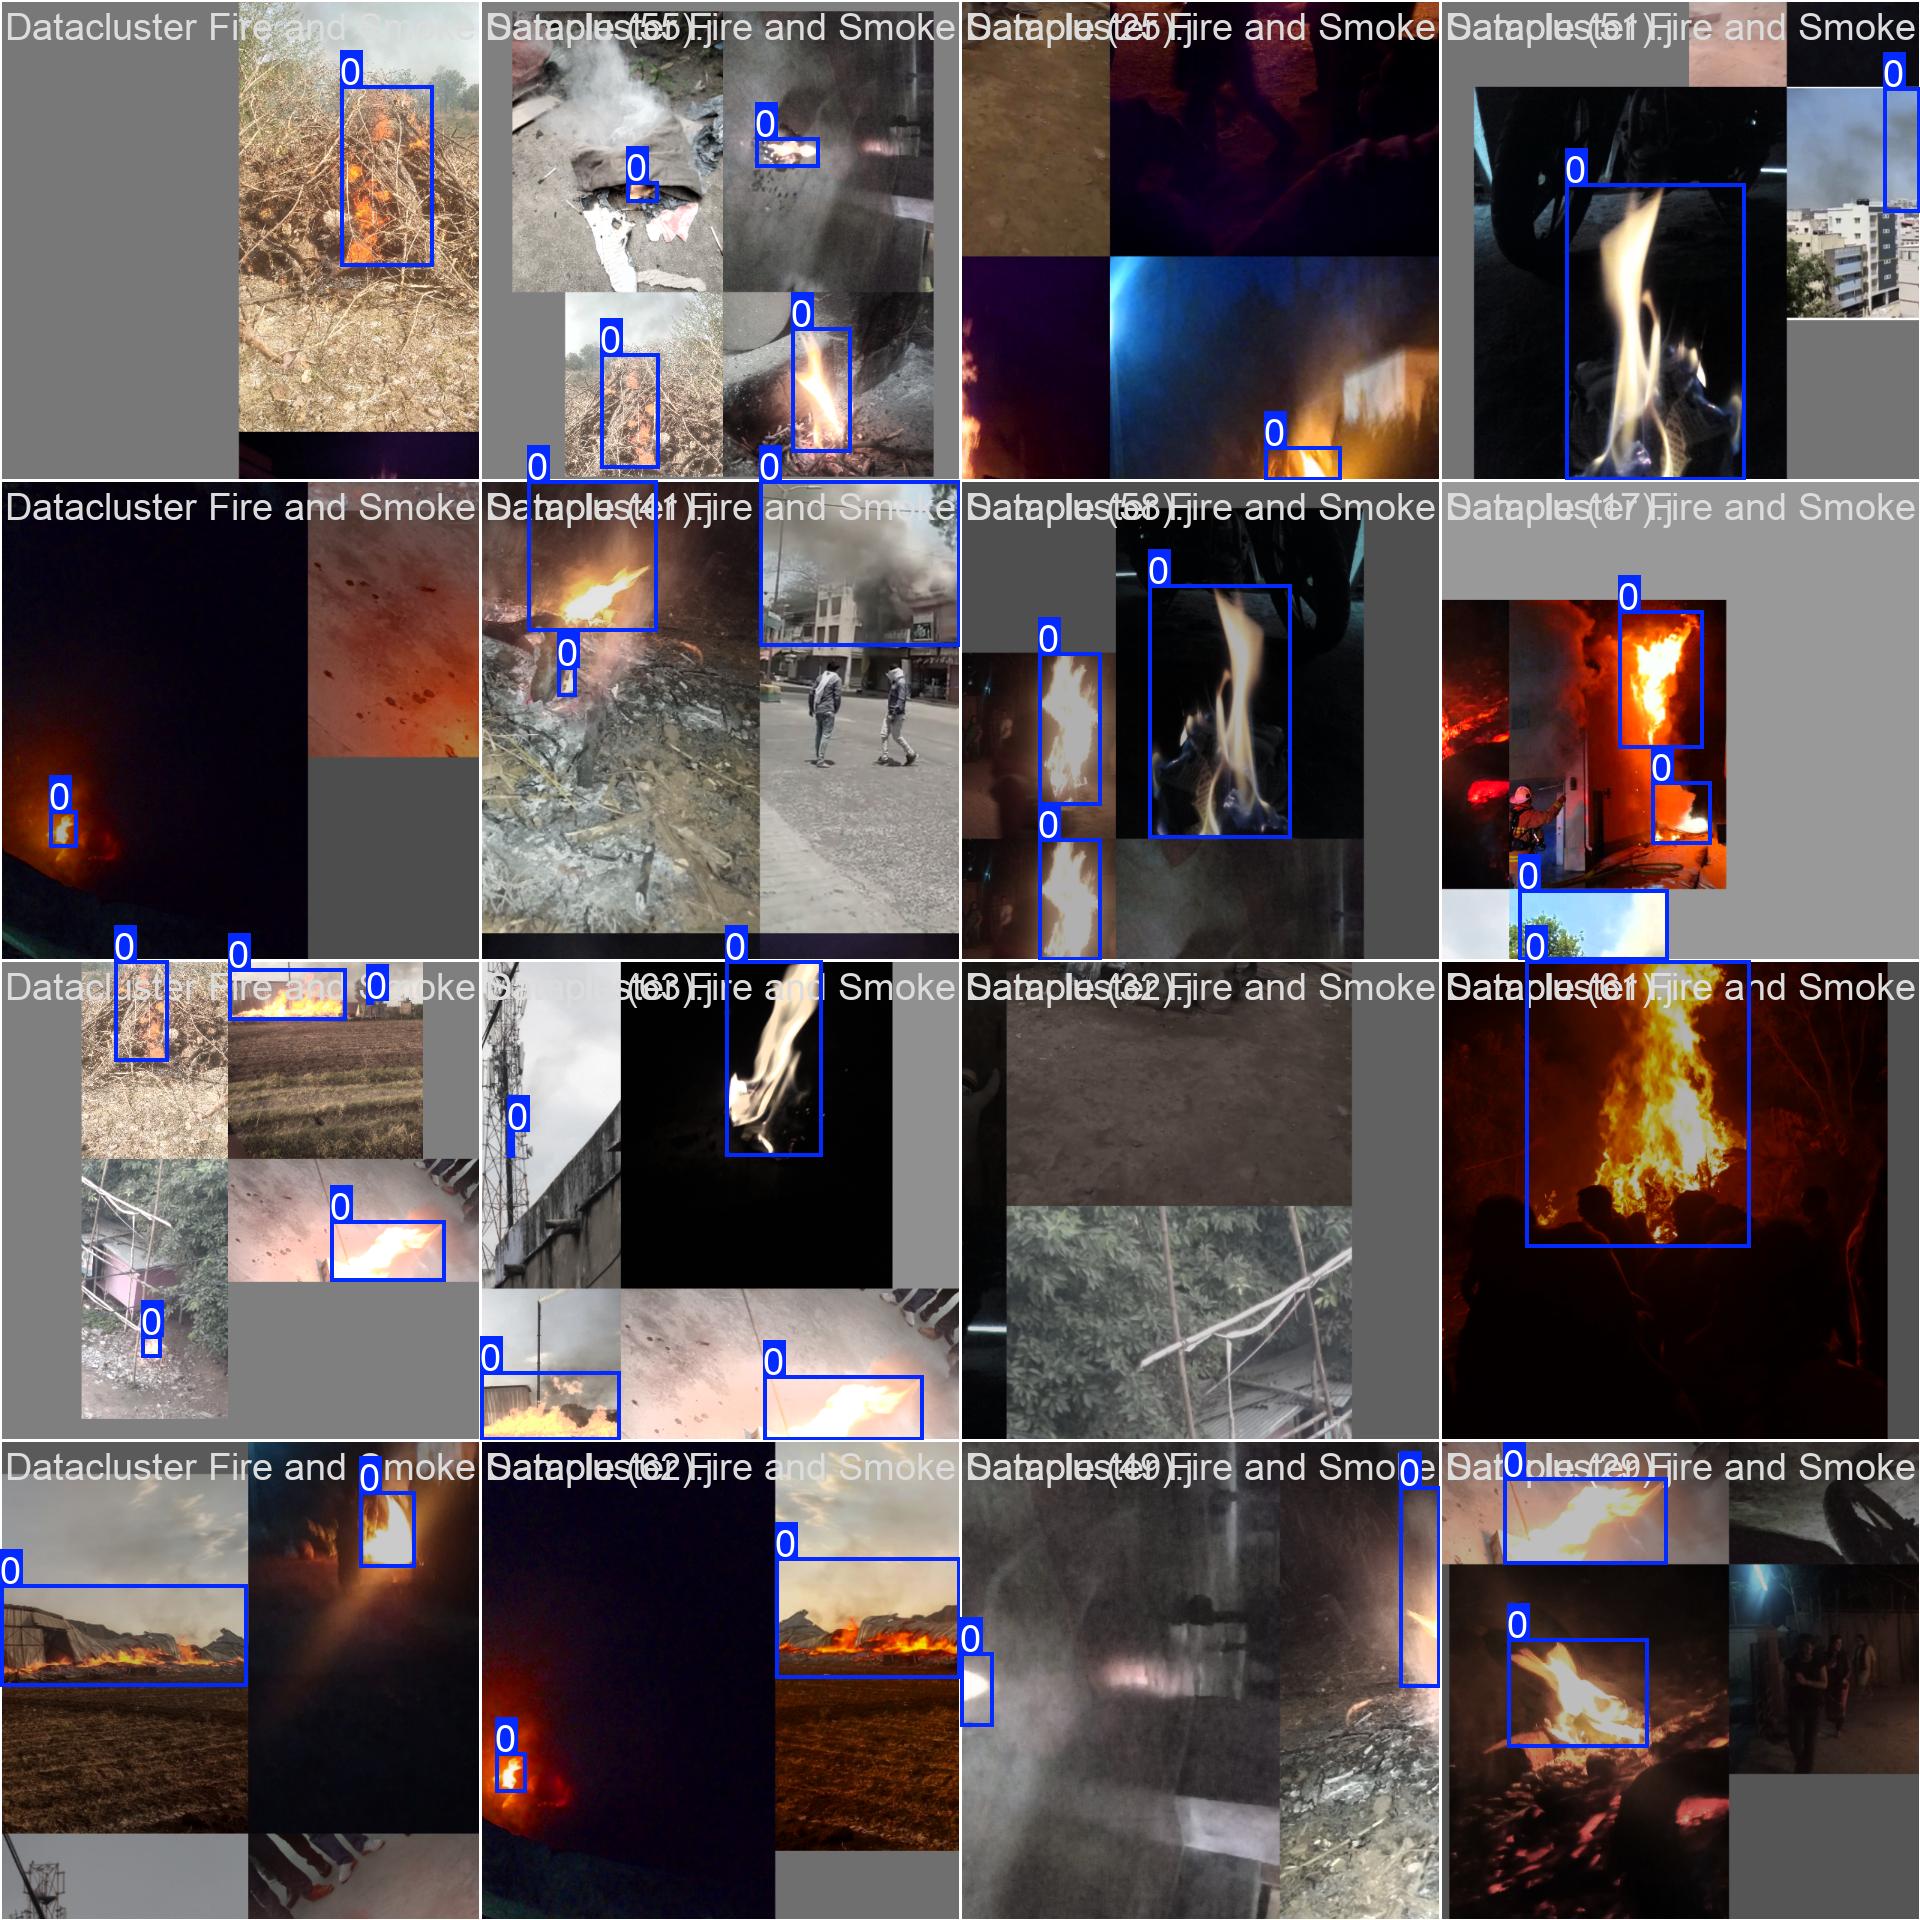 Datacluster Fire and Smoke Sample (55).j
Datacluster Fire and Smoke Sample (25).j
Datacluster Fire and Smoke Sample (51).j
Datacluster Fire and Smoke
0
0
0
0
0
0
0
0
Datacluster Fire and Smoke Sample (41).j
Datacluster Fire and Smoke Sample (58).j
Datacluster Fire and Smoke Sample (17).j
Datacluster Fire and Smoke
0
0
0
0
0
0
0
0
0
0
Datacluster Fire and Smoke Sample (63).j
Datacluster Fire and Smoke Sample (32).j
Datacluster Fire and Smoke Sample (61).j
Datacluster Fire and Smoke
0
0
0
0
0
0
0
0
0
0
Datacluster Fire and Smoke Sample (62).j
Datacluster Fire and Smoke Sample (49).j
Datacluster Fire and Smoke Sample (29).j
Datacluster Fire and Smoke
0
0
0
0
0
0
0
0